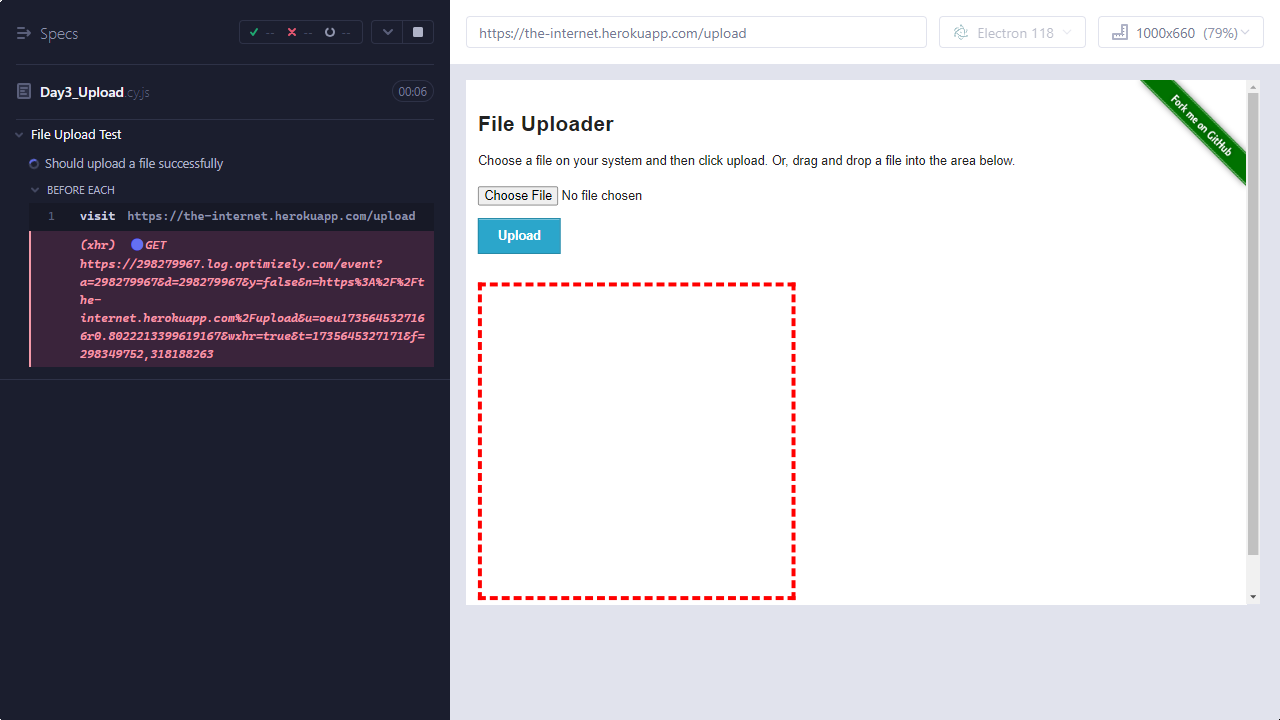 Specs
-- -- --
Day3_Upload.cy.js
00:06
File Upload Test
Should upload a file successfully
BEFORE EACH
1 visit https://the-internet.herokuapp.com/upload
(xhr) GET
https://298279967.log.optimizely.com/event?
a=298279967&d=298279967&y=false&n=https%3A%2F%2Ft
he-
internet.herokuapp.com%2Fupload&u=oeu173564532716
6r0.8022213399619167&wxhr=true&t=1735645327171&f=
298349752,318188263
https://the-internet.herokuapp.com/upload
Electron 118
1000x660 (79%)
Fork me on GitHub
File Uploader
Choose a file on your system and then click upload. Or, drag and drop a file into the area below.
Choose File No file chosen
Upload